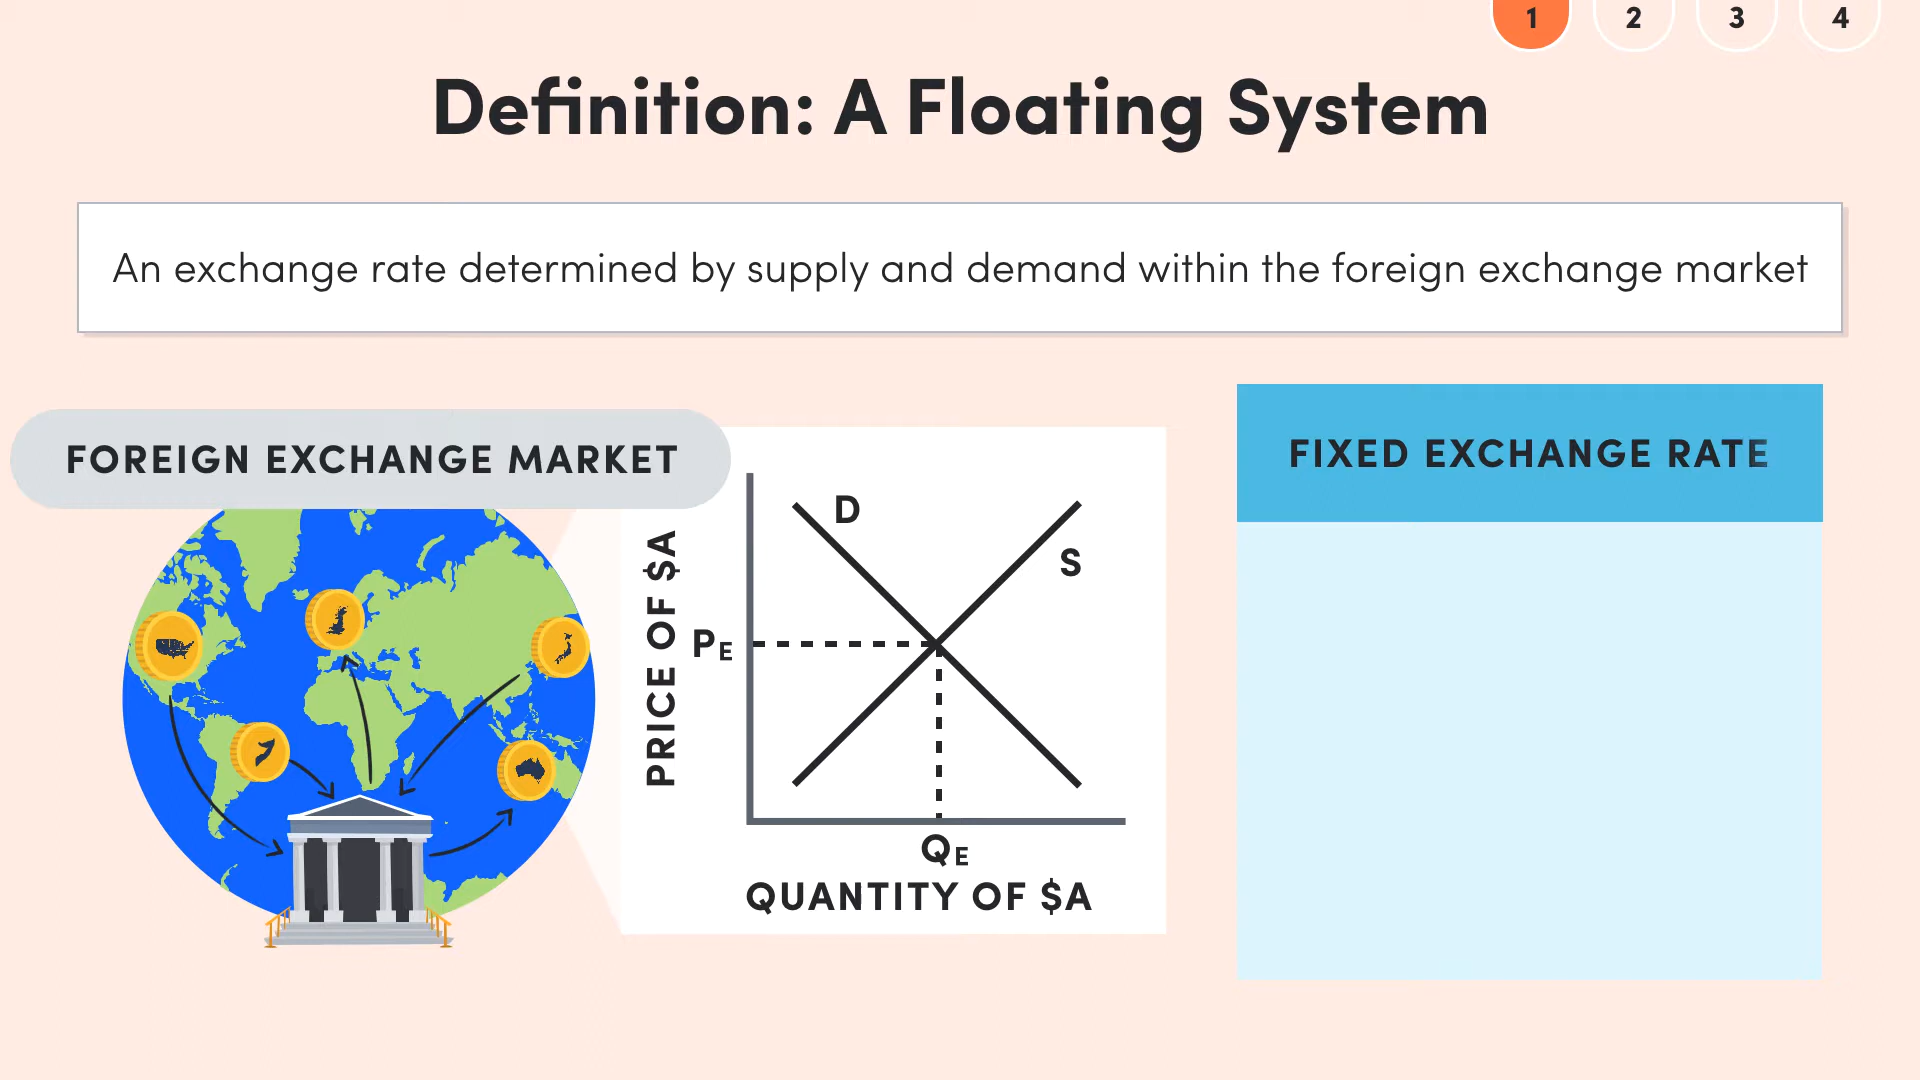 1 2 3 4
Definition: A Floating System
An exchange rate determined by supply and demand within the foreign exchange market
FOREIGN EXCHANGE MARKET
PRICE OF $A
D
S
PE
QE
QUANTITY OF $A
FIXED EXCHANGE RATE